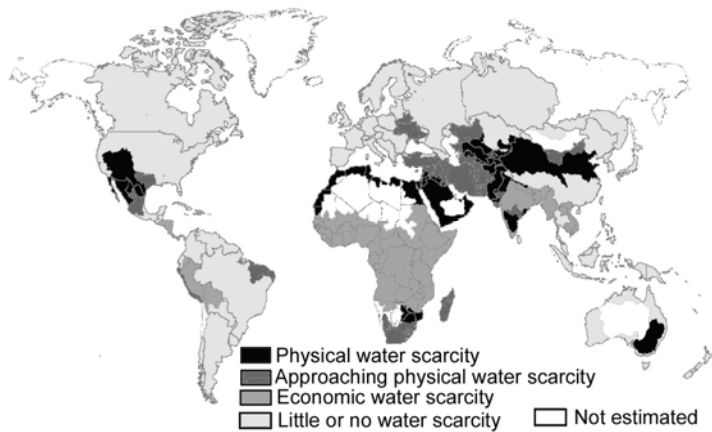 Physical water scarcity
Approaching physical water scarcity
Economic water scarcity
Little or no water scarcity
Not estimated